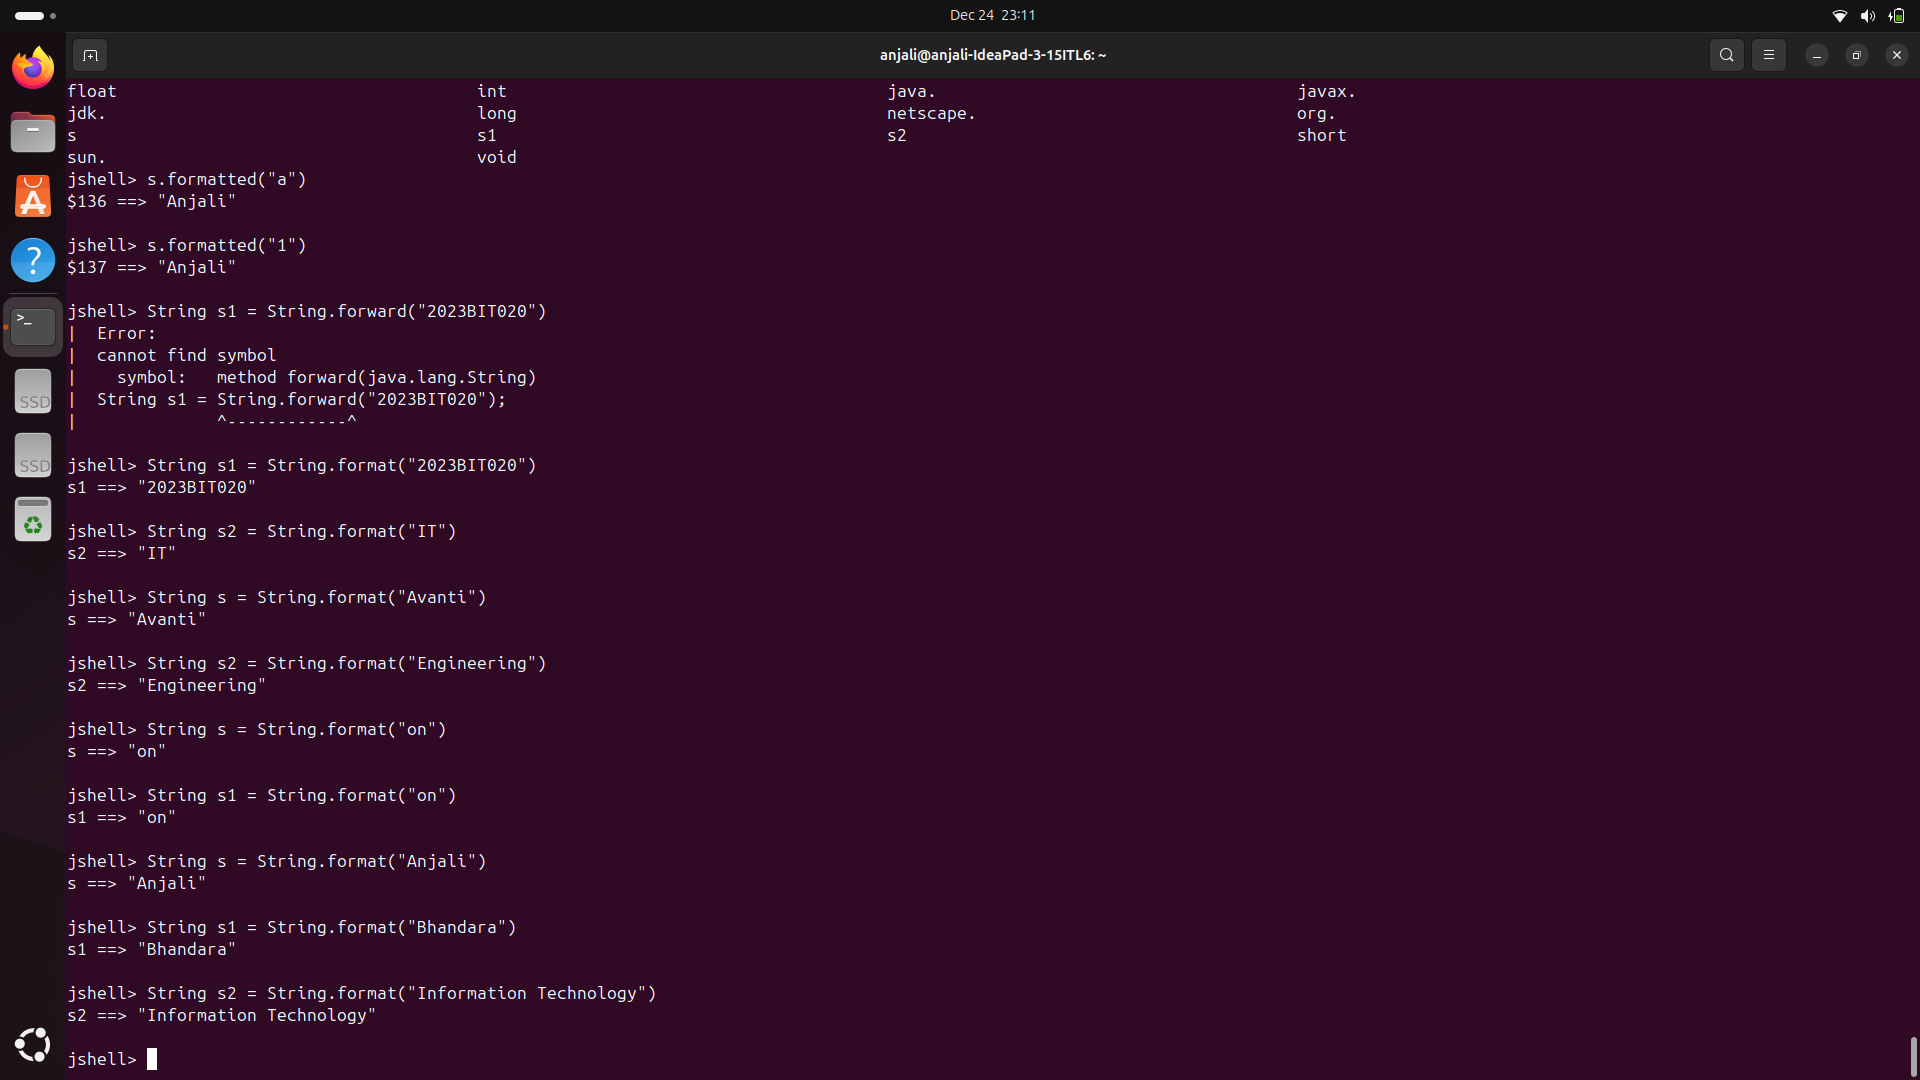 Dec 24 23:11
anjali@anjali-IdeaPad-3-15ITL6: ~
float int java. javax.
jdk. long netscape. org.
s s1 s2 short
sun. void
jshell> s.formatted("a")
$136 ==> "Anjali"
jshell> s.formatted("1")
$137 ==> "Anjali"
jshell> String s1 = String.forward("2023BIT020")
| Error:
| cannot find symbol
| symbol: method forward(java.lang.String)
| String s1 = String.forward("2023BIT020");
| ^------------^
jshell> String s1 = String.format("2023BIT020")
s1 ==> "2023BIT020"
jshell> String s2 = String.format("IT")
s2 ==> "IT"
jshell> String s = String.format("Avanti")
s ==> "Avanti"
jshell> String s2 = String.format("Engineering")
s2 ==> "Engineering"
jshell> String s = String.format("on")
s ==> "on"
jshell> String s1 = String.format("on")
s1 ==> "on"
jshell> String s = String.format("Anjali")
s ==> "Anjali"
jshell> String s1 = String.format("Bhandara")
s1 ==> "Bhandara"
jshell> String s2 = String.format("Information Technology")
s2 ==> "Information Technology"
jshell>
?
>_
SSD
SSD